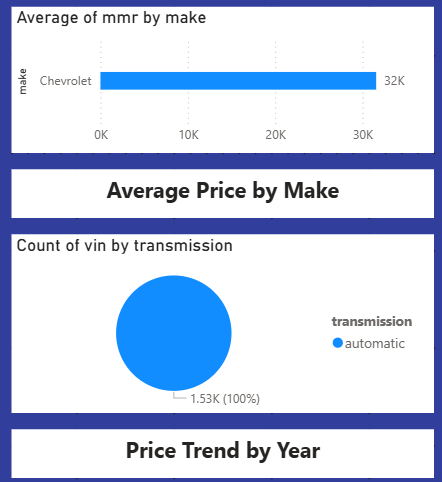 Average of mmr by make
make
Chevrolet
32K
0K 10K 20K 30K
Average Price by Make
Count of vin by transmission
transmission
automatic
1.53K (100%)
Price Trend by Year